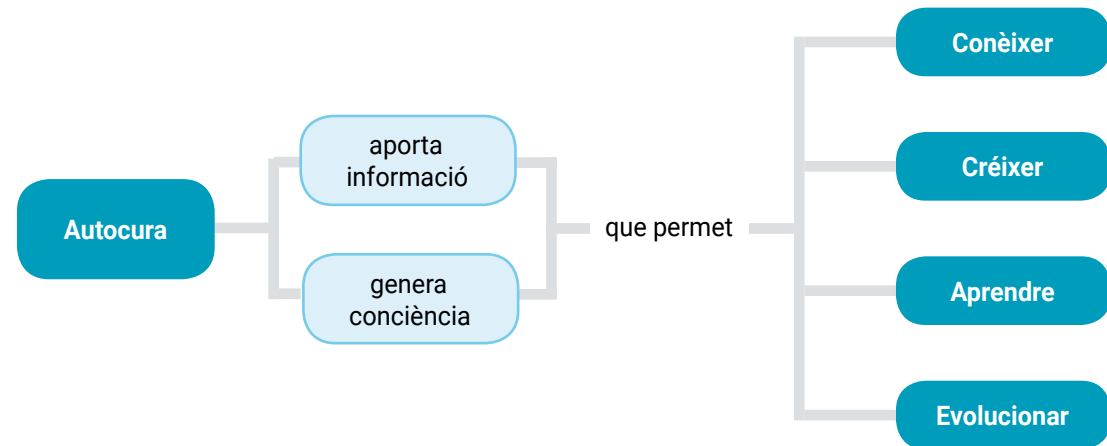 Autocura
aporta
informació
genera
conciència
que permet
Conèixer
Créixer
Aprendre
Evolucionar